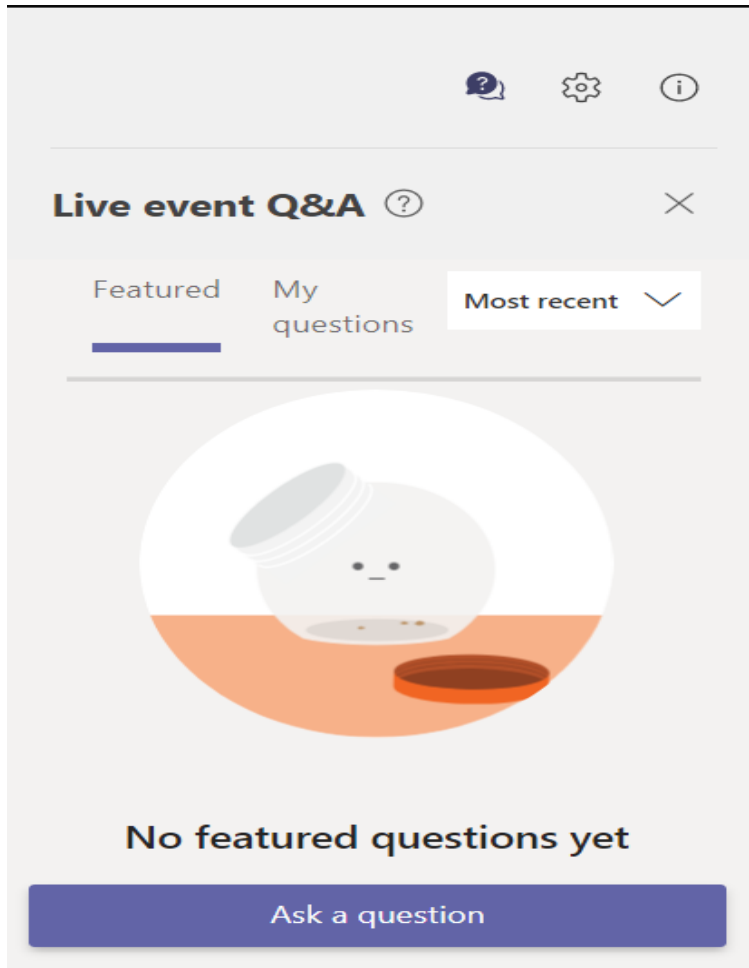 Live event Q&A
Featured
My
questions
Most recent
No featured questions yet
Ask a question